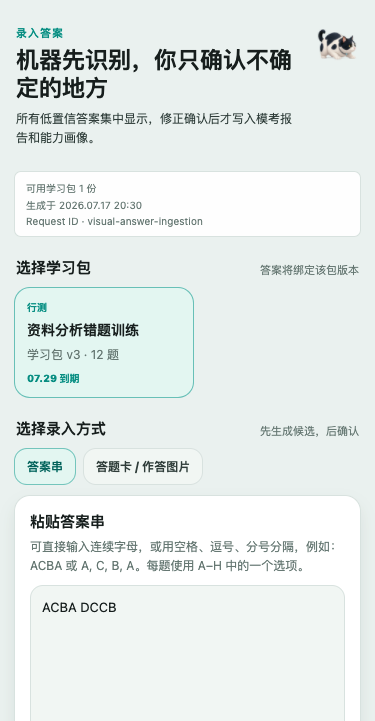 录入答案
机器先识别，你只确认不确
定的地方
所有低置信答案集中显示，修正确认后才写入模考报
告和能力画像。
可用学习包 1 份
生成于 2026.07.17 20:30
Request ID · visual-answer-ingestion
选择学习包
答案将绑定该包版本
行测
资料分析错题训练
学习包 v3 · 12 题
07.29 到期
选择录入方式
先生成候选，后确认
答案串
答题卡 / 作答图片
粘贴答案串
可直接输入连续字母，或用空格、逗号、分号分隔，例如：
ACBA 或 A, C, B, A。每题使用 A–H 中的一个选项。
ACBA DCCB